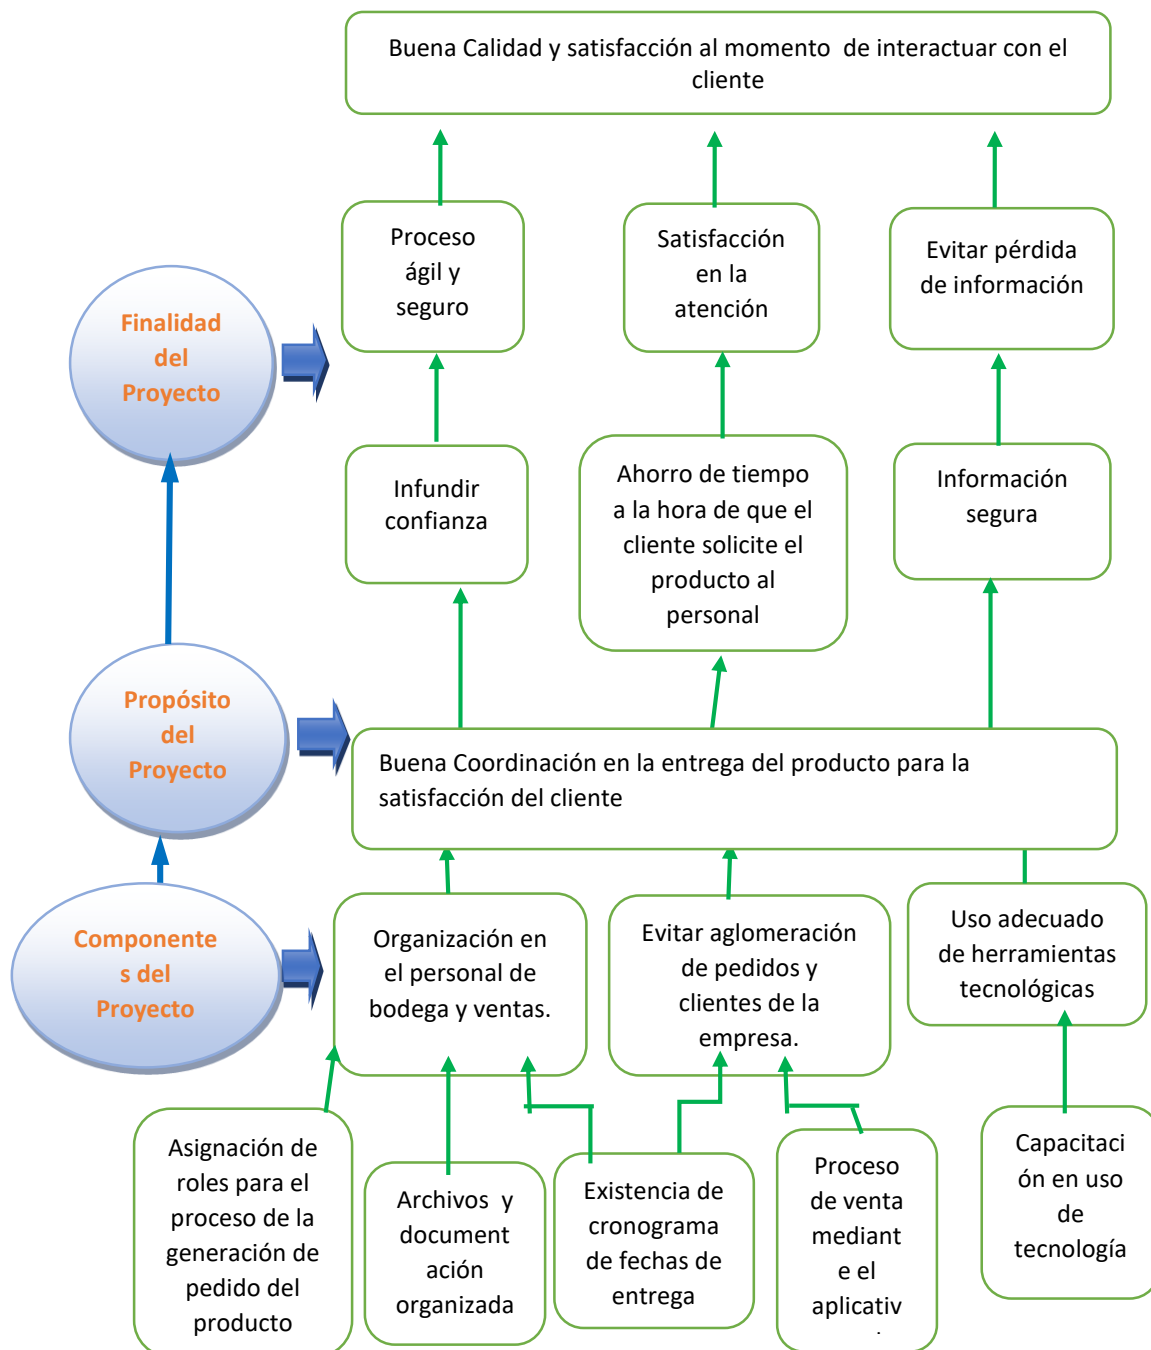 Buena Calidad y satisfacción al momento de interactuar con el
cliente
Proceso
ágil y
seguro
Satisfacción
en la
atención
Evitar pérdida
de información
Finalidad
del
Proyecto
Infundir
confianza
Ahorro de tiempo
a la hora de que el
cliente solicite el
producto al
personal
Información
segura
Propósito
del
Proyecto
Buena Coordinación en la entrega del producto para la
satisfacción del cliente
Componente
s del
Proyecto
Organización en
el personal de
bodega y ventas.
Evitar aglomeración
de pedidos y
clientes de la
empresa.
Uso adecuado
de herramientas
tecnológicas
Asignación de
roles para el
proceso de la
generación de
pedido del
producto
Archivos y
document
ación
organizada
Existencia de
cronograma
de fechas de
entrega
Proceso
de venta
mediant
e el
aplicativ
Capacitaci
ón en uso
de
tecnología